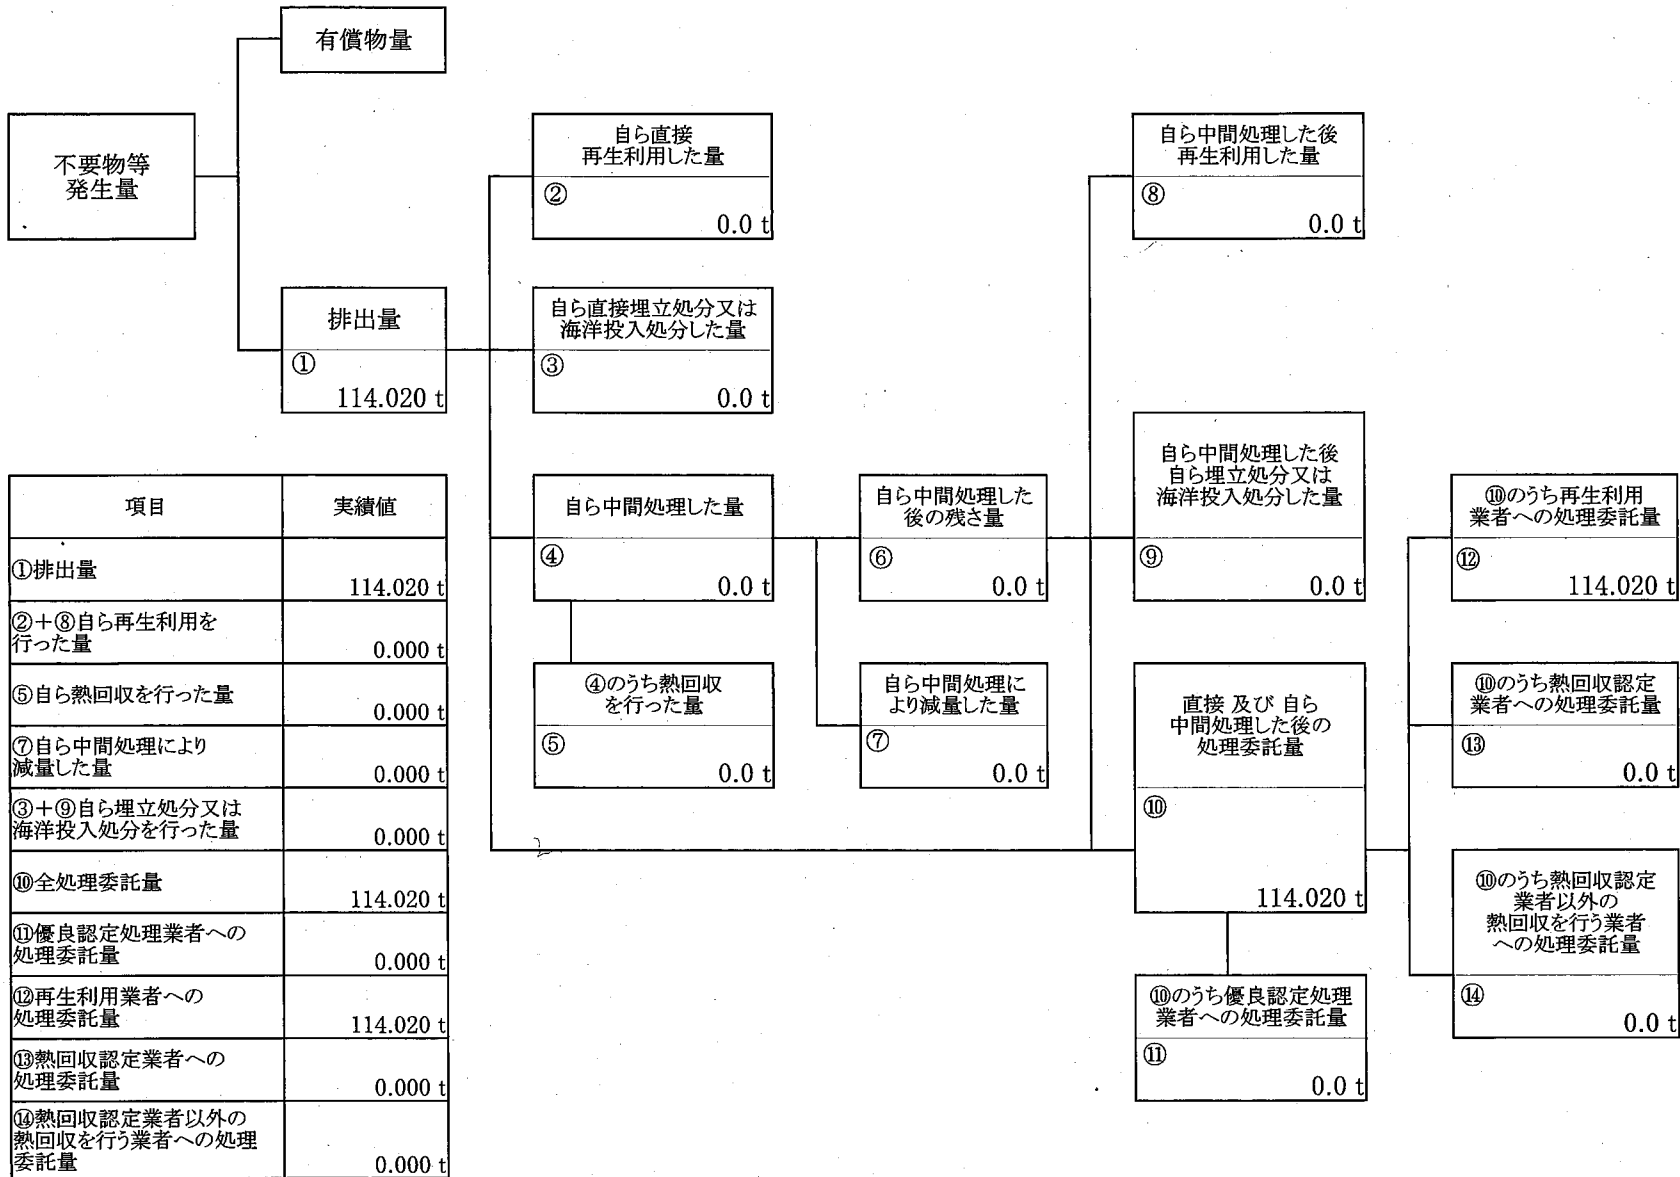 有償物量
不要物等
発生量
排出量
①
114.020 t
自ら直接
再生利用した量
②
0.0 t
自ら直接埋立処分又は
海洋投入処分した量
③
0.0 t
自ら中間処理した量
④
0.0 t
④のうち熱回収
を行った量
⑤
0.0 t
自ら中間処理した
後の残さ量
⑥
0.0 t
自ら中間処理に
より減量した量
⑦
0.0 t
自ら中間処理した後
再生利用した量
⑧
0.0 t
自ら中間処理した後
自ら埋立処分又は
海洋投入処分した量
⑨
0.0 t
直接 及び 自ら
中間処理した後の
処理委託量
⑩
114.020 t
⑩のうち優良認定処理
業者への処理委託量
⑪
0.0 t
⑩のうち再生利用
業者への処理委託量
⑫
114.020 t
⑩のうち熱回収認定
業者への処理委託量
⑬
0.0 t
⑩のうち熱回収認定
業者以外の
熱回収を行う業者
への処理委託量
⑭
0.0 t
項目 実績値
①排出量
114.020 t
②+⑧自ら再生利用を
行った量
0.000 t
⑤自ら熱回収を行った量
0.000 t
⑦自ら中間処理により
減量した量
0.000 t
③+⑨自ら埋立処分又は
海洋投入処分を行った量
0.000 t
⑩全処理委託量
114.020 t
⑪優良認定処理業者への
処理委託量
0.000 t
⑫再生利用業者への
処理委託量
114.020 t
⑬熱回収認定業者への
処理委託量
0.000 t
⑭熱回収認定業者以外の
熱回収を行う業者への処理
委託量
0.000 t